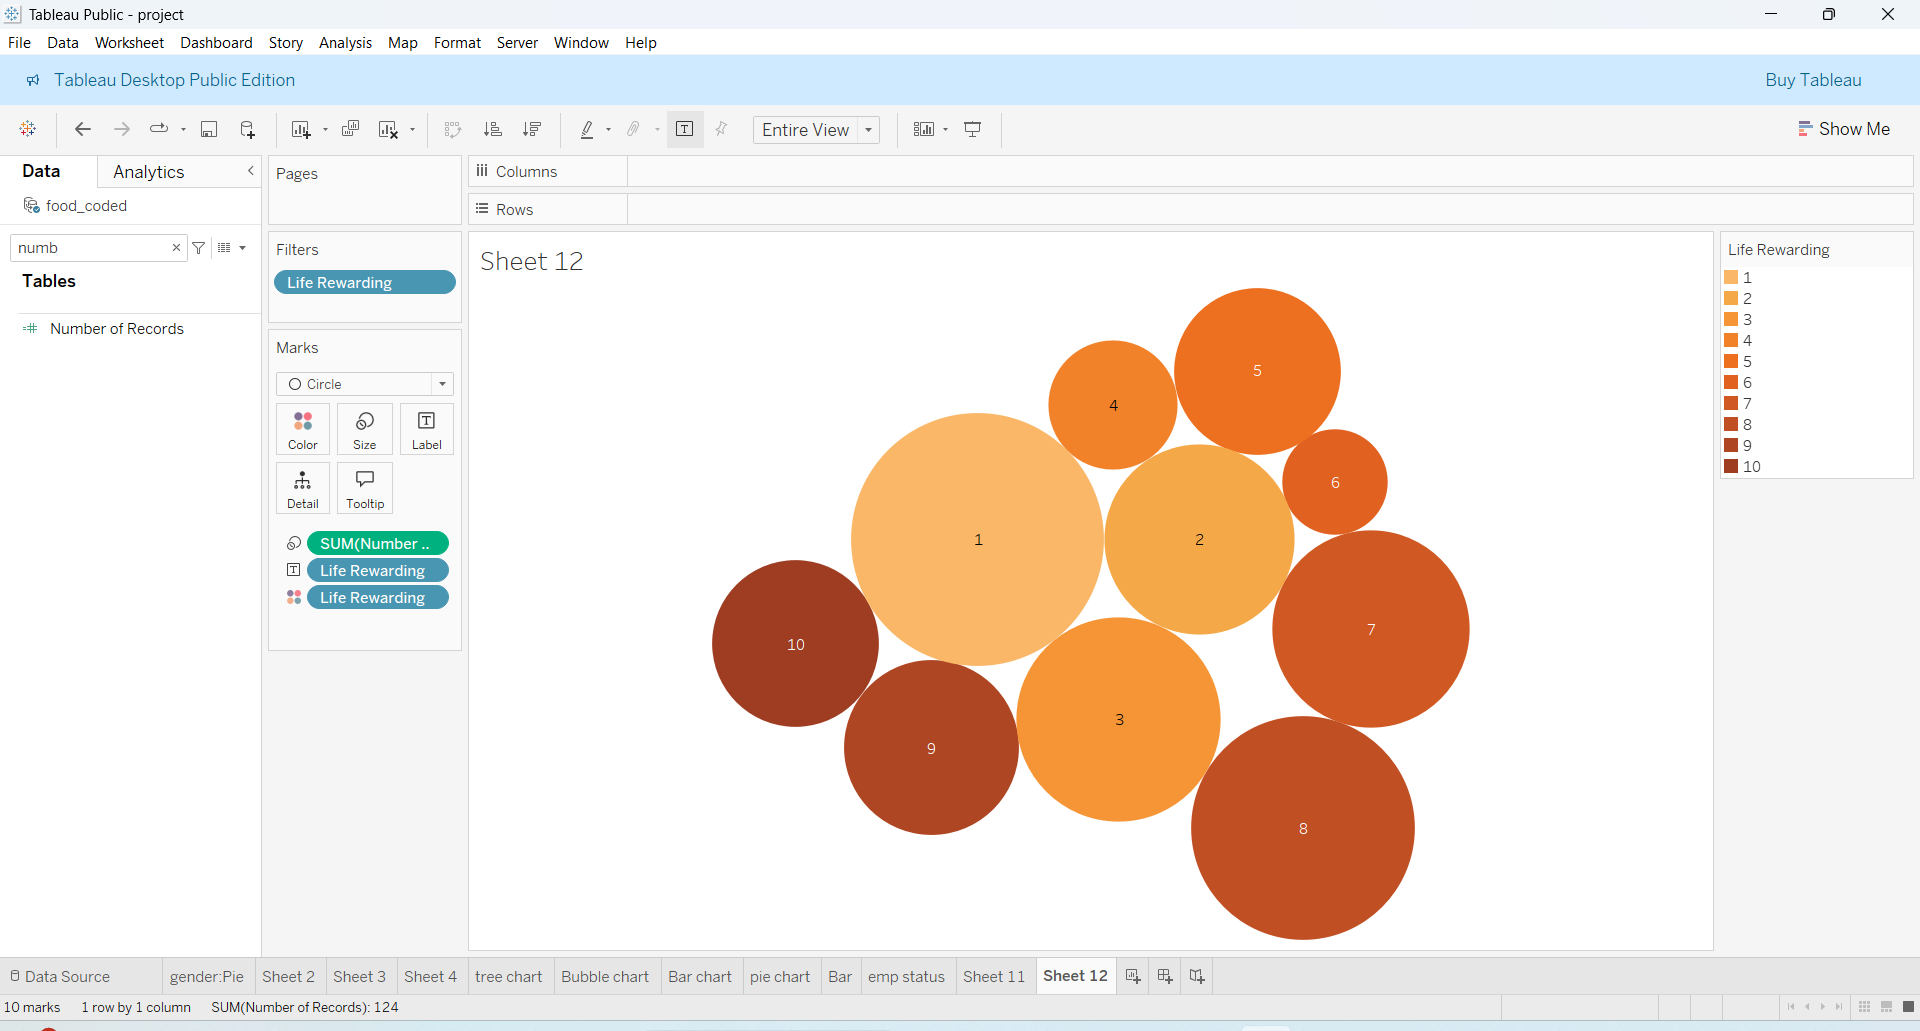 Tableau Public - project
File Data Worksheet Dashboard Story Analysis Map Format Server Window Help
Tableau Desktop Public Edition
Buy Tableau
Entire View
Show Me
Data Analytics
food_coded
numb
Tables
Number of Records
Pages
Filters
Life Rewarding
Marks
Circle
Color Size Label
Detail Tooltip
SUM(Number ..
Life Rewarding
Life Rewarding
Columns
Rows
Sheet 12
5
4
6
1
2
7
10
3
9
8
Life Rewarding
1
2
3
4
5
6
7
8
9
10
Data Source gender:Pie Sheet 2 Sheet 3 Sheet 4 tree chart Bubble chart Bar chart pie chart Bar emp status Sheet 11 Sheet 12
10 marks 1 row by 1 column SUM(Number of Records): 124